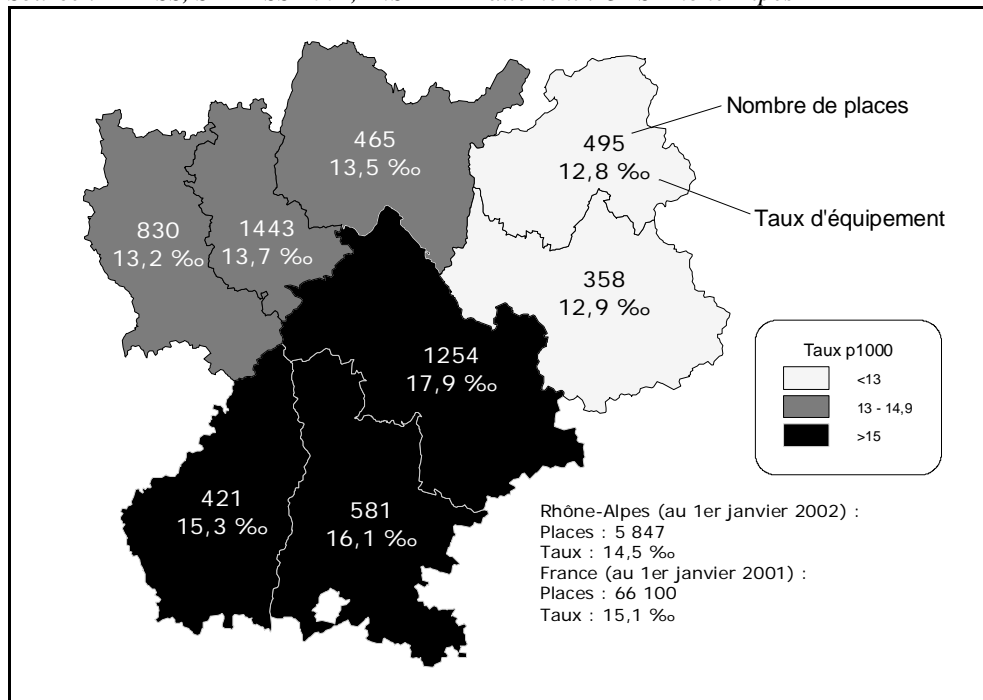 465
13,5 ‰
Nombre de places
495
12,8 ‰
Taux d'équipement
830
13,2 ‰
1443
13,7 ‰
358
12,9 ‰
1254
17,9 ‰
Taux p1000
<13
13 - 14,9
>15
421
15,3 ‰
581
16,1 ‰
Rhône-Alpes (au 1er janvier 2002) :
Places : 5 847
Taux : 14,5 ‰
France (au 1er janvier 2001) :
Places : 66 100
Taux : 15,1 ‰